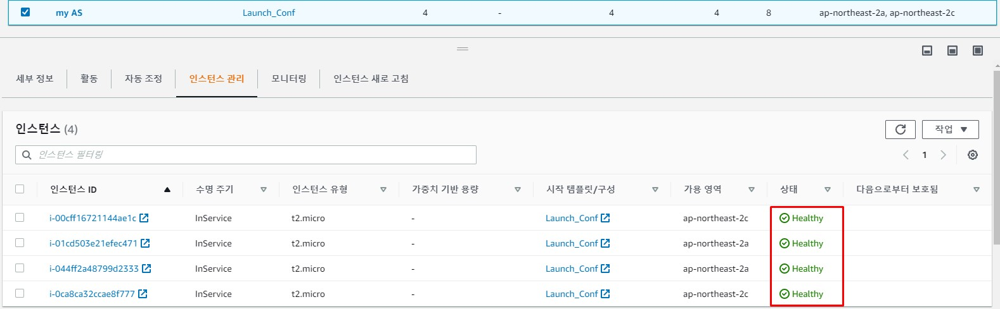 my AS Launch_Conf 4 - 4 4 8 ap-northeast-2a, ap-northeast-2c
세부 정보 활동 자동 조정 인스턴스 관리 모니터링 인스턴스 새로 고침
인스턴스 (4) 작업
인스턴스 필터링 1
인스턴스 ID 수명 주기 인스턴스 유형 가중치 기반 용량 시작 템플릿/구성 가용 영역 상태 다음으로부터 보호됨
i-00cff16721144ae1c InService t2.micro - Launch_Conf ap-northeast-2c Healthy
i-01cd503e21efec471 InService t2.micro - Launch_Conf ap-northeast-2a Healthy
i-044ff2a48799d2333 InService t2.micro - Launch_Conf ap-northeast-2a Healthy
i-0ca8ca32ccae8f777 InService t2.micro - Launch_Conf ap-northeast-2c Healthy